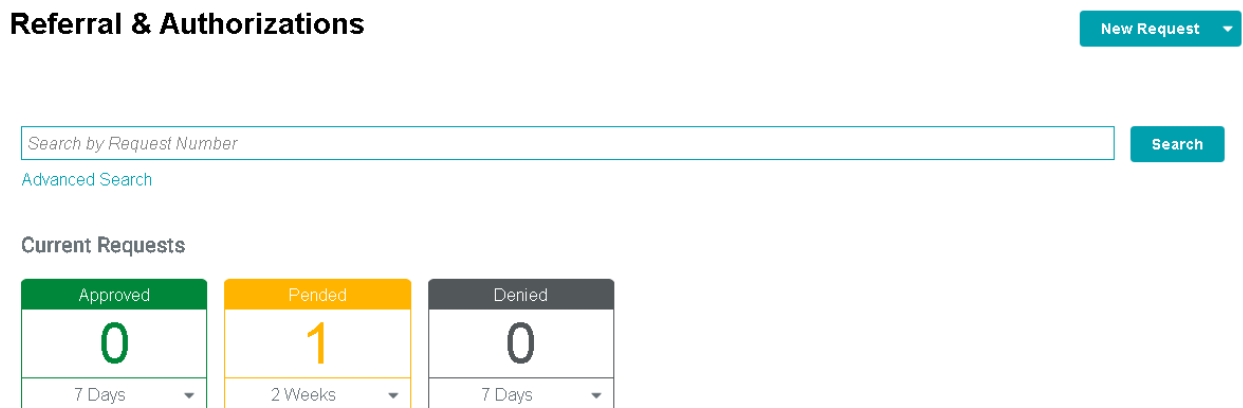 Referral & Authorizations
New Request
Search by Request Number
Search
Advanced Search
Current Requests
Approved Pended Denied
0 1 0
7 Days 2 Weeks 7 Days